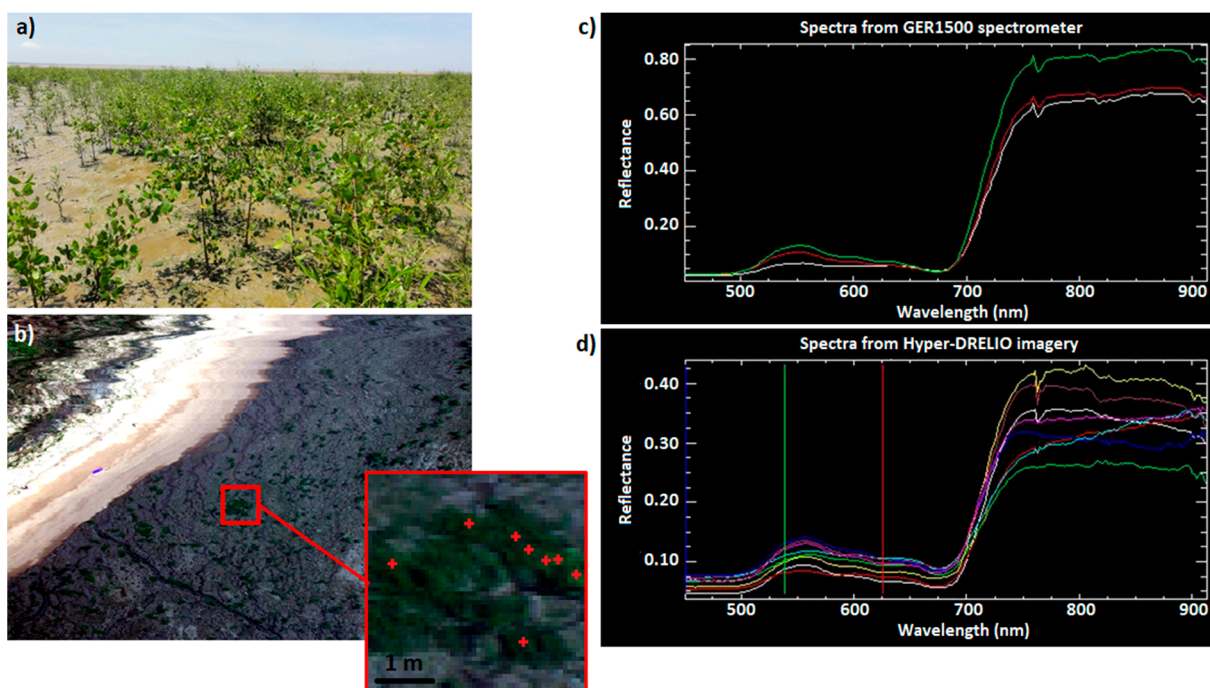 a)
b)
1 m
c)
Spectra from GER1500 spectrometer
Reflectance
0.80
0.60
0.40
0.20
500 600 700 800 900
Wavelength (nm)
d)
Spectra from Hyper-DRELIO imagery
Reflectance
0.40
0.30
0.20
0.10
500 600 700 800 900
Wavelength (nm)